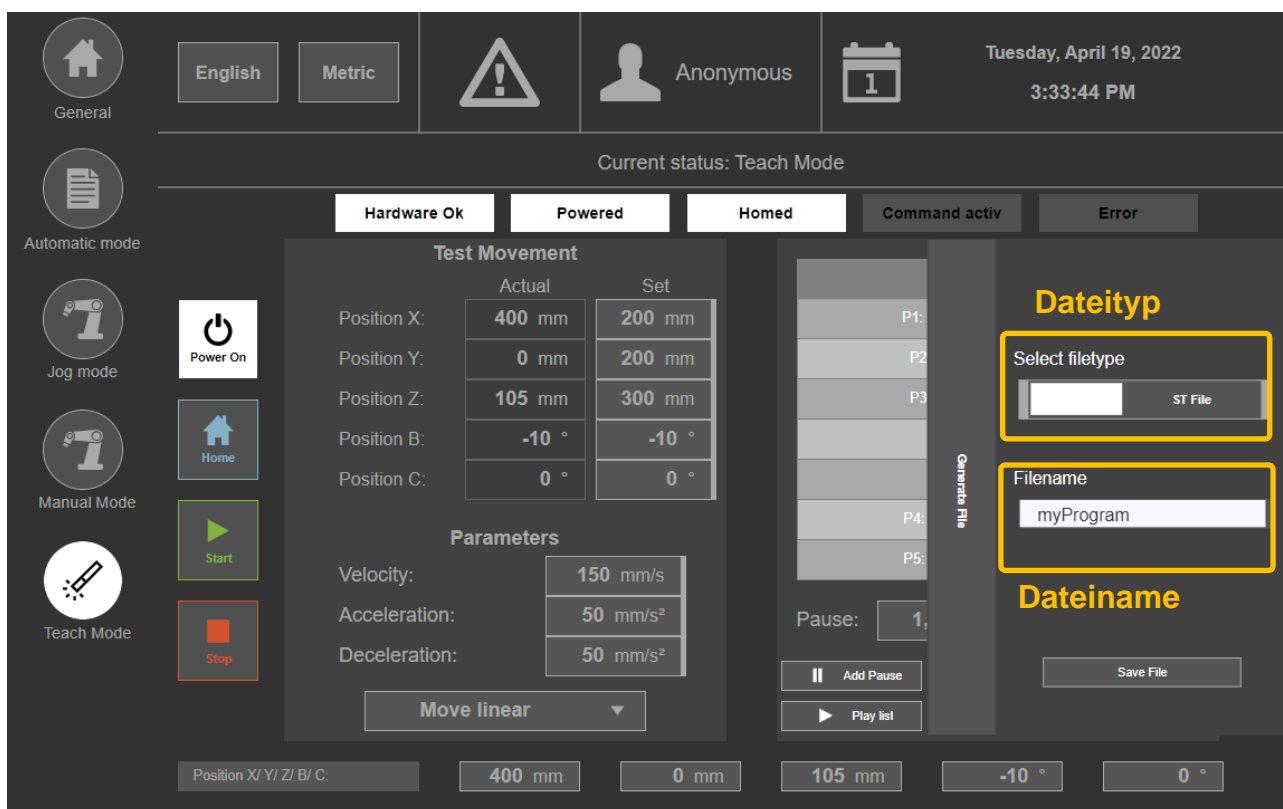 General
English
Metric
Anonymous
1
Tuesday, April 19, 2022
3:33:44 PM
Current status: Teach Mode
Automatic mode
Hardware Ok
Powered
Homed
Command activ
Error
Jog mode
Manual Mode
Teach Mode
Power On
Home
Start
Stop
Test Movement
Actual Set
Position X: 400 mm 200 mm
Position Y: 0 mm 200 mm
Position Z: 105 mm 300 mm
Position B: -10 ° -10 °
Position C: 0 ° 0 °
Parameters
Velocity: 150 mm/s
Acceleration: 50 mm/s²
Deceleration: 50 mm/s²
Move linear
P1:
P2
P3
P4:
P5:
Pause: 1,
Add Pause
Play list
Generate File
Dateityp
Select filetype
ST File
Filename
myProgram
Dateiname
Save File
Position X/ Y/ Z/ B/ C: 400 mm 0 mm 105 mm -10 ° 0 °